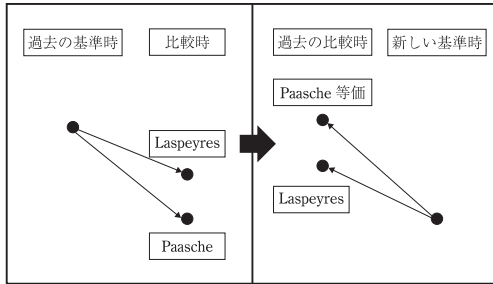 過去の基準時
比較時
Laspeyres
Paasche
過去の比較時
新しい基準時
Paasche 等価
Laspeyres